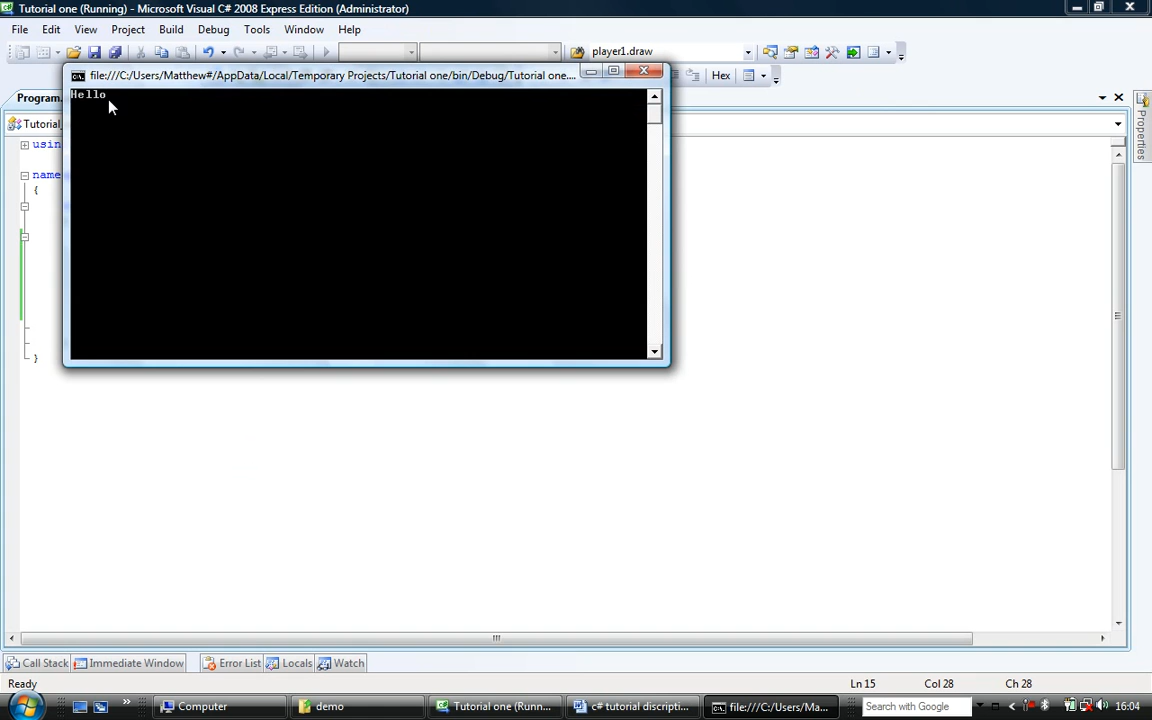 Tutorial one (Running) - Microsoft Visual C# 2008 Express Edition (Administrator)
File Edit View Project Build Debug Tools Window Help
player1.draw
file:///C:/Users/Matthew#/AppData/Local/Temporary Projects/Tutorial one/bin/Debug/Tutorial one....
Hex
Hello
Program.
Tutorial_
Properties
usin
name
{
}
Call Stack Immediate Window Error List Locals Watch
Ready Ln 15 Col 28 Ch 28
Computer demo Tutorial one (Runn... c# tutorial discripti... file:///C:/Users/Ma... Search with Google 16:04